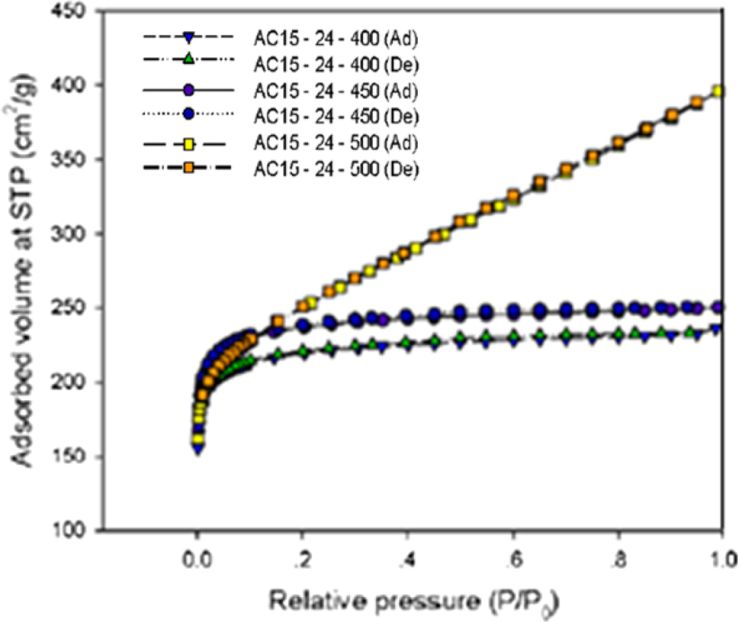 450
400
350
300
250
200
150
100
Adsorbed volume at STP (cm²/g)
AC15 - 24 - 400 (Ad)
AC15 - 24 - 400 (De)
AC15 - 24 - 450 (Ad)
AC15 - 24 - 450 (De)
AC15 - 24 - 500 (Ad)
AC15 - 24 - 500 (De)
0.0 .2 .4 .6 .8 1.0
Relative pressure (P/P₀)